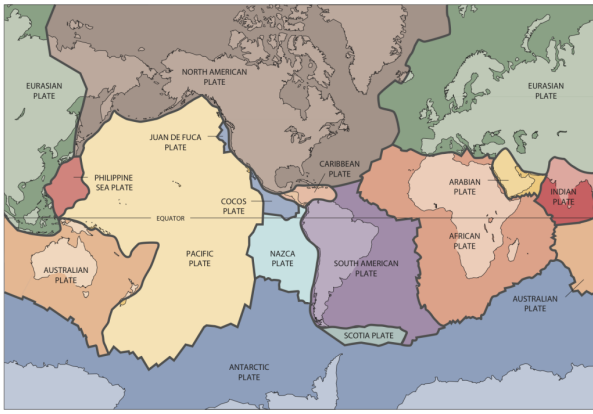 NORTH AMERICAN
PLATE
EURASIAN
PLATE
EURASIAN
PLATE
JUAN DE FUCA
PLATE
CARIBBEAN
PLATE
PHILIPPINE
SEA PLATE
ARABIAN
PLATE
INDIAN
PLATE
COCOS
PLATE
EQUATOR
AUSTRALIAN
PLATE
PACIFIC
PLATE
NAZCA
PLATE
SOUTH AMERICAN
PLATE
AFRICAN
PLATE
AUSTRALIAN
PLATE
SCOTIA PLATE
ANTARCTIC
PLATE